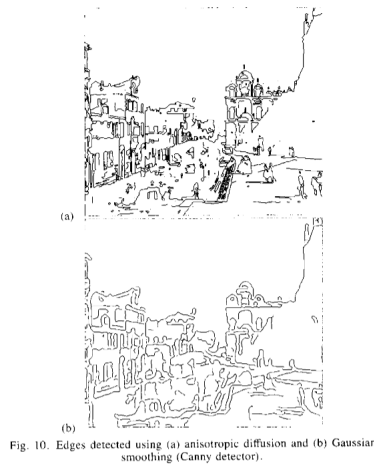 (a)
(b)
Fig. 10. Edges detected using (a) anisotropic diffusion and (b) Gaussian
smoothing (Canny detector).